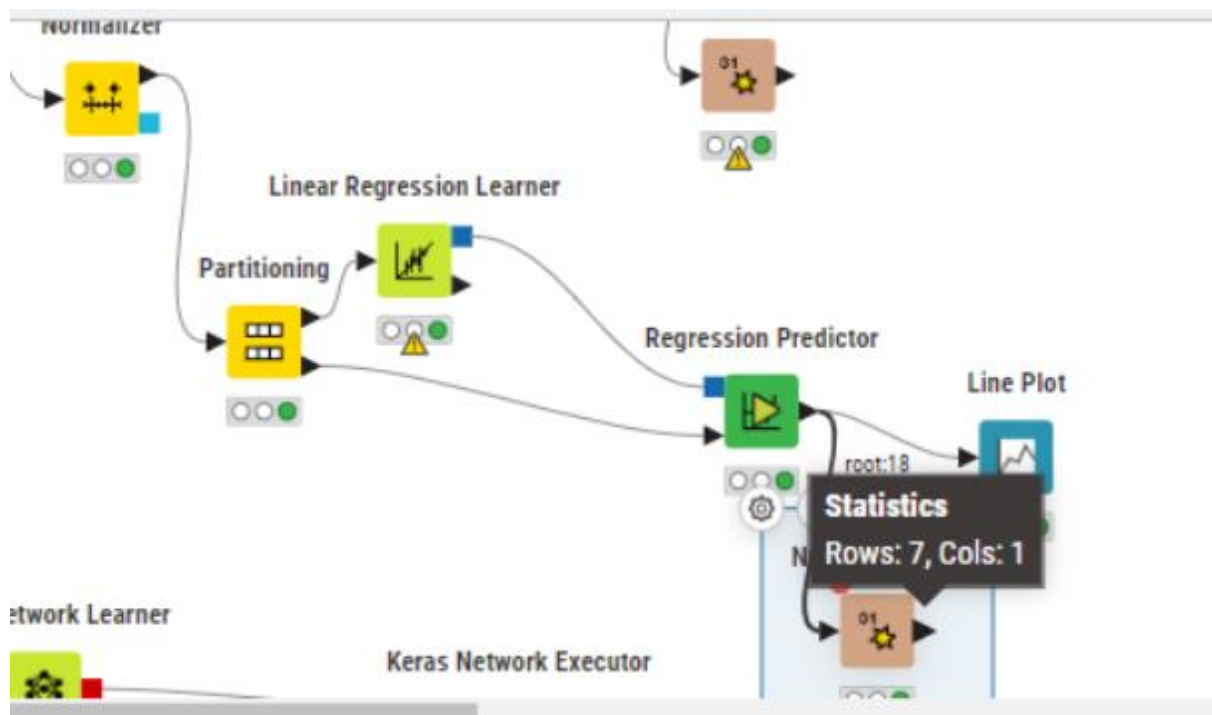 Normalizer
Linear Regression Learner
Partitioning
Regression Predictor
Line Plot
root:18
Statistics
N
Rows: 7, Cols: 1
etwork Learner
Keras Network Executor